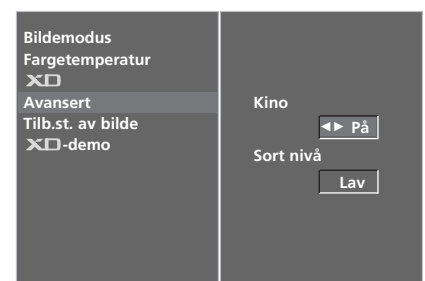 Bildemodus
Fargetemperatur
XD
Avansert
Tilb.st. av bilde
XD-demo
Kino
◄► På
Sort nivå
Lav